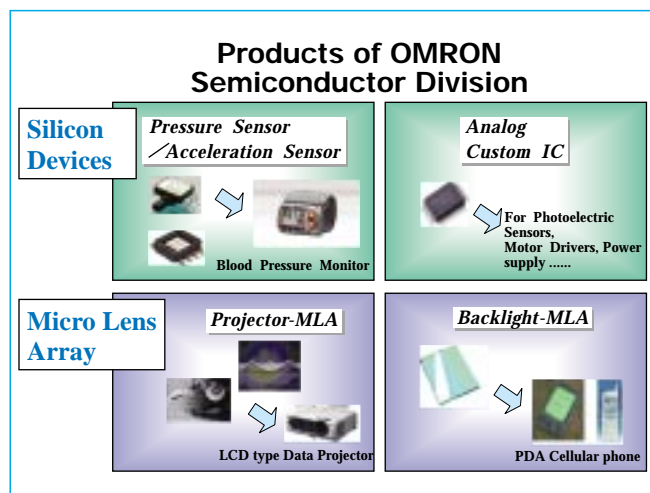 Products of OMRON
Semiconductor Division
Silicon
Devices
Pressure Sensor
／Acceleration Sensor
Blood Pressure Monitor
Analog
Custom IC
For Photoelectric
Sensors,
Motor Drivers, Power
supply ......
Micro Lens
Array
Projector-MLA
LCD type Data Projector
Backlight-MLA
PDA Cellular phone